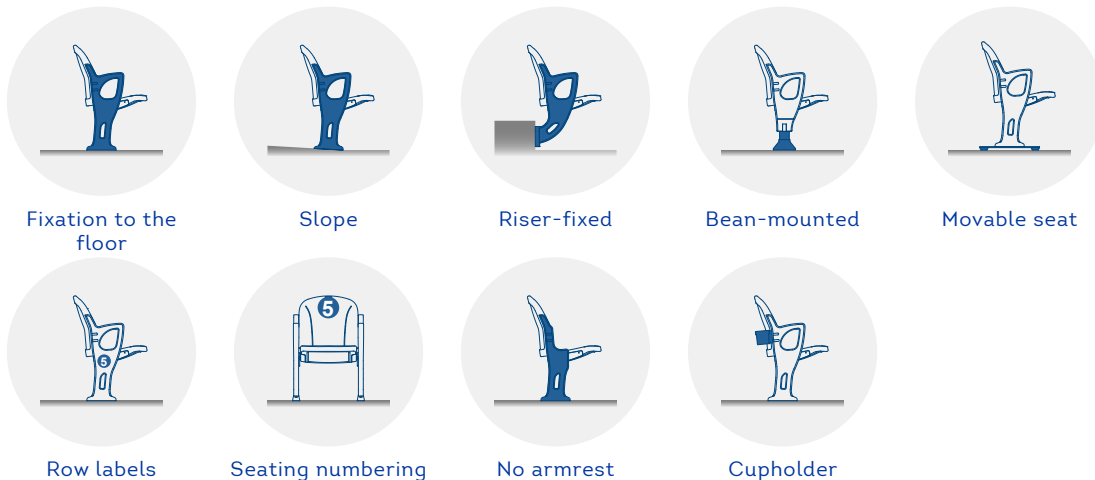 Fixation to the
floor
Slope
Riser-fixed
Bean-mounted
Movable seat
5
5
Row labels
Seating numbering
No armrest
Cupholder